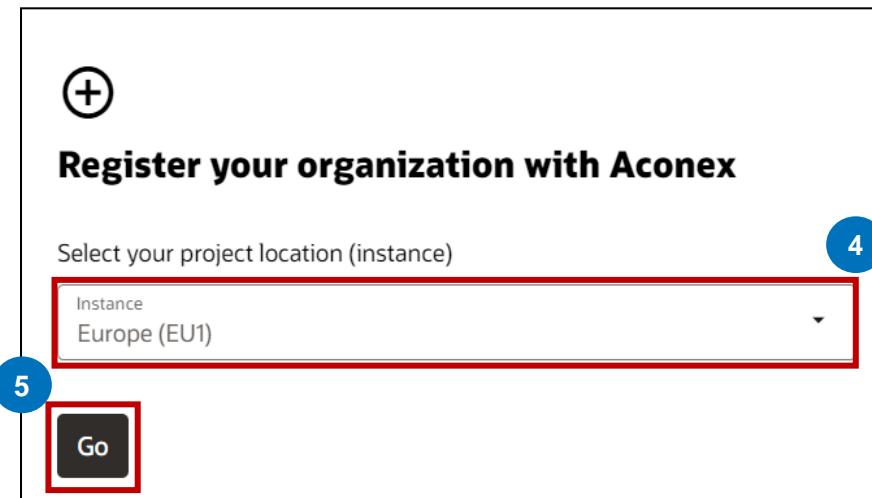 Register your organization with Aconex
Select your project location (instance)
4
Instance
Europe (EU1)
5
Go